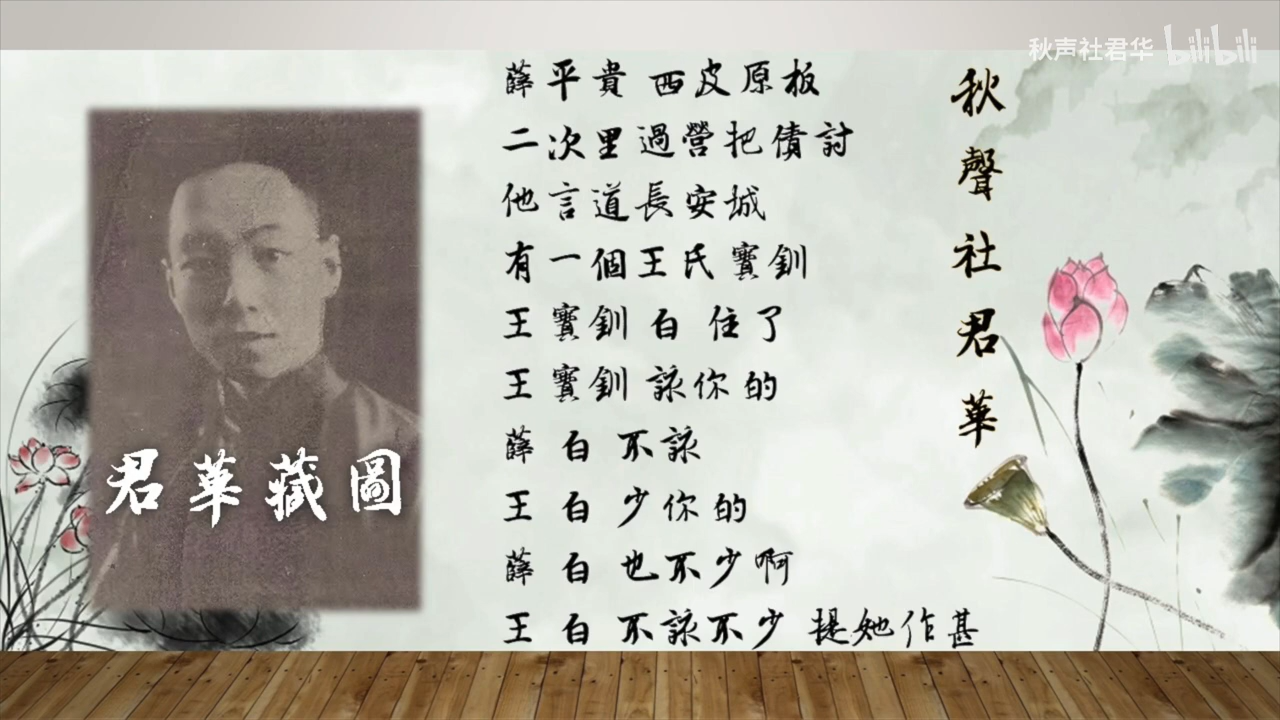 秋声社君华 bilibili
薛平貴 西皮原板
二次里過營把債討
他言道長安城
有一個王氏寶釧
王 寶釧 白 住了
王 寶釧 該你的
薛 白 不該
王 白 少你的
薛 白 也不少啊
王 白 不該不少 提她作甚
秋聲社君華
君華藏圖